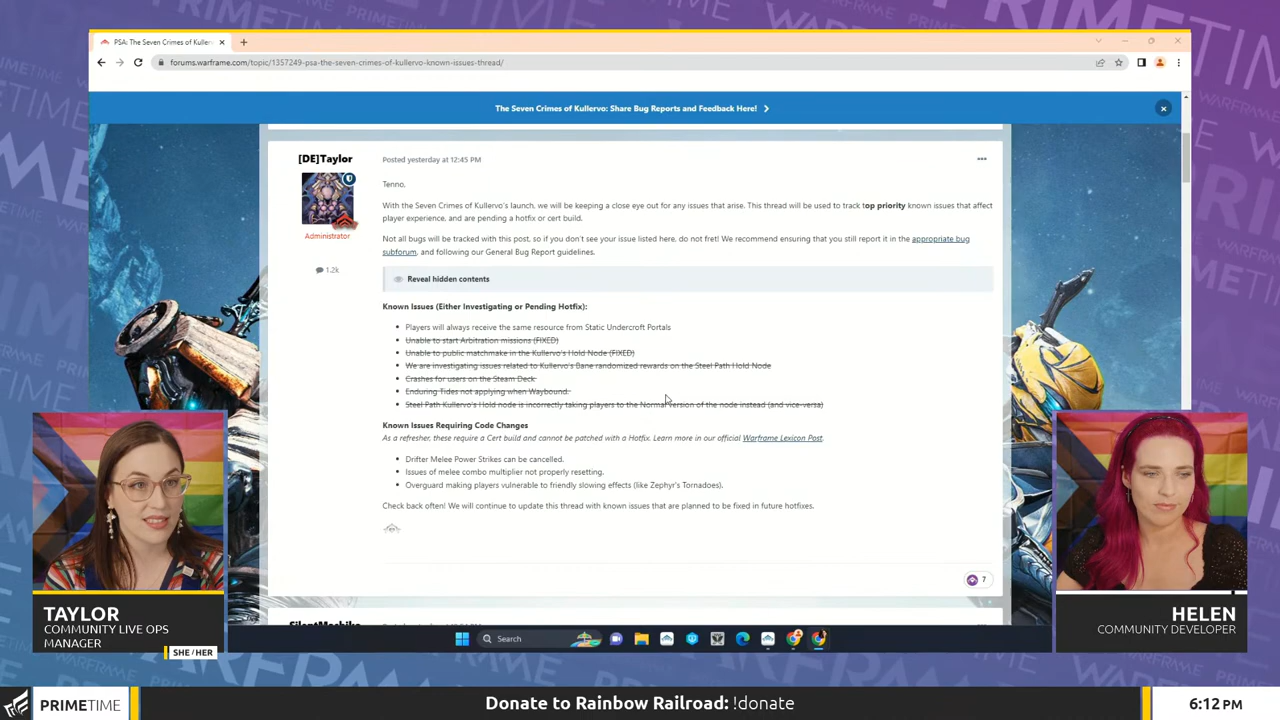 PSA: The Seven Crimes of Kuller
forums.warframe.com/topic/1357249-psa-the-seven-crimes-of-kullervo-known-issues-thread/
The Seven Crimes of Kullervo: Share Bug Reports and Feedback Here!
[DE]Taylor
Posted yesterday at 12:45 PM
Administrator
1.2k
Tenno,
With the Seven Crimes of Kullervo's launch, we will be keeping a close eye out for any issues that arise. This thread will be used to track top priority known issues that affect
player experience, and are pending a hotfix or cert build.
Not all bugs will be tracked with this post, so if you don't see your issue listed here, do not fret! We recommend ensuring that you still report it in the appropriate bug
subforum, and following our General Bug Report guidelines.
Reveal hidden contents
Known Issues (Either Investigating or Pending Hotfix):
Players will always receive the same resource from Static Undercroft Portals
Unable to start Arbitration missions (FIXED)
Unable to public matchmake in the Kullervo's Hold Node (FIXED)
We are investigating issues related to Kullervo's Bane randomized rewards on the Steel Path Hold Node
Crashes for users on the Steam Deck
Enduring Tides not applying when Waybound.
Steel Path Kullervo's Hold node is incorrectly taking players to the Normal version of the node instead (and vice-versa)
Known Issues Requiring Code Changes
As a refresher, these require a Cert build and cannot be patched with a Hotfix. Learn more in our official Warframe Lexicon Post.
Drifter Melee Power Strikes can be cancelled.
Issues of melee combo multiplier not properly resetting.
Overguard making players vulnerable to friendly slowing effects (like Zephyr's Tornadoes).
Check back often! We will continue to update this thread with known issues that are planned to be fixed in future hotfixes.
7
Search
TAYLOR
COMMUNITY LIVE OPS
MANAGER
SHE / HER
HELEN
COMMUNITY DEVELOPER
PRIMETIME
Donate to Rainbow Railroad: !donate
6:12 PM